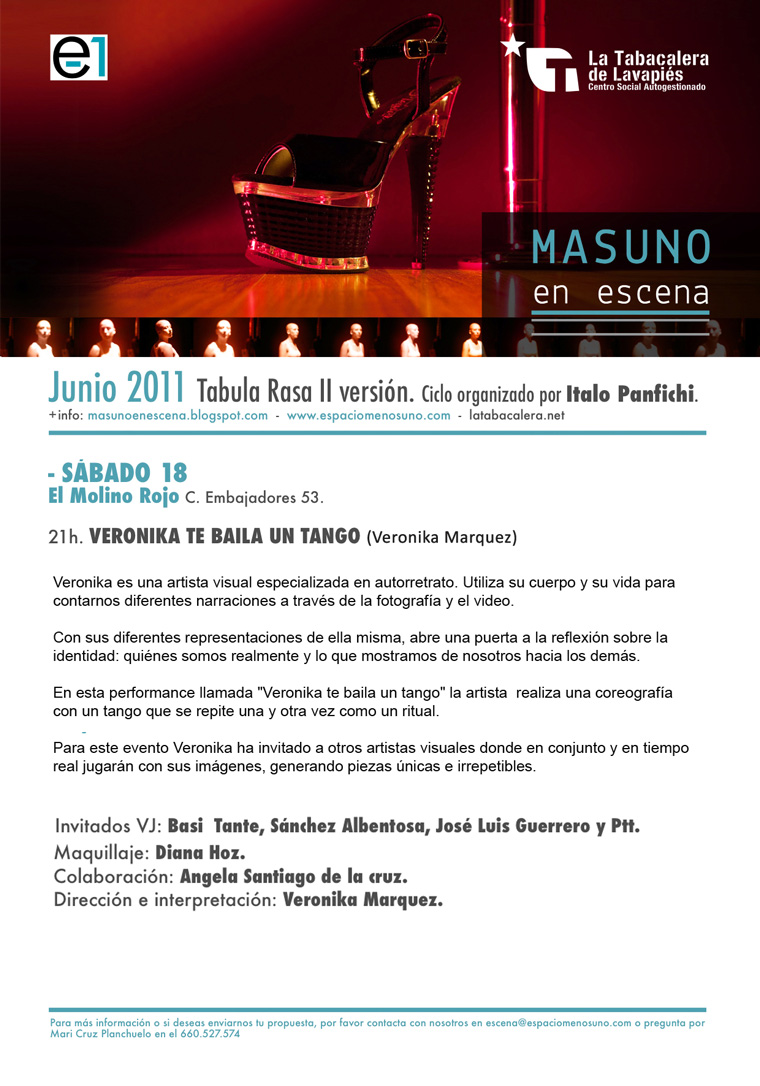 e1
La Tabacalera
de Lavapiés
Centro Social Autogestionado
MASUNO
en escena
Junio 2011 Tabula Rasa II versión. Ciclo organizado por Italo Panfichi.
+info: masunoenescena.blogspot.com - www.espaciomenosuno.com - latabacalera.net
- SÁBADO 18
El Molino Rojo C. Embajadores 53.
21h. VERONIKA TE BAILA UN TANGO (Veronika Marquez)
Veronika es una artista visual especializada en autorretrato. Utiliza su cuerpo y su vida para
contarnos diferentes narraciones a través de la fotografía y el video.
Con sus diferentes representaciones de ella misma, abre una puerta a la reflexión sobre la
identidad: quiénes somos realmente y lo que mostramos de nosotros hacia los demás.
En esta performance llamada "Veronika te baila un tango" la artista realiza una coreografía
con un tango que se repite una y otra vez como un ritual.
-
Para este evento Veronika ha invitado a otros artistas visuales donde en conjunto y en tiempo
real jugarán con sus imágenes, generando piezas únicas e irrepetibles.
Invitados VJ: Basi Tante, Sánchez Albentosa, José Luis Guerrero y Ptt.
Maquillaje: Diana Hoz.
Colaboración: Angela Santiago de la cruz.
Dirección e interpretación: Veronika Marquez.
Para más información o si deseas enviarnos tu propuesta, por favor contacta con nosotros en escena@espaciomenosuno.com o pregunta por
Mari Cruz Planchuelo en el 660.527.574